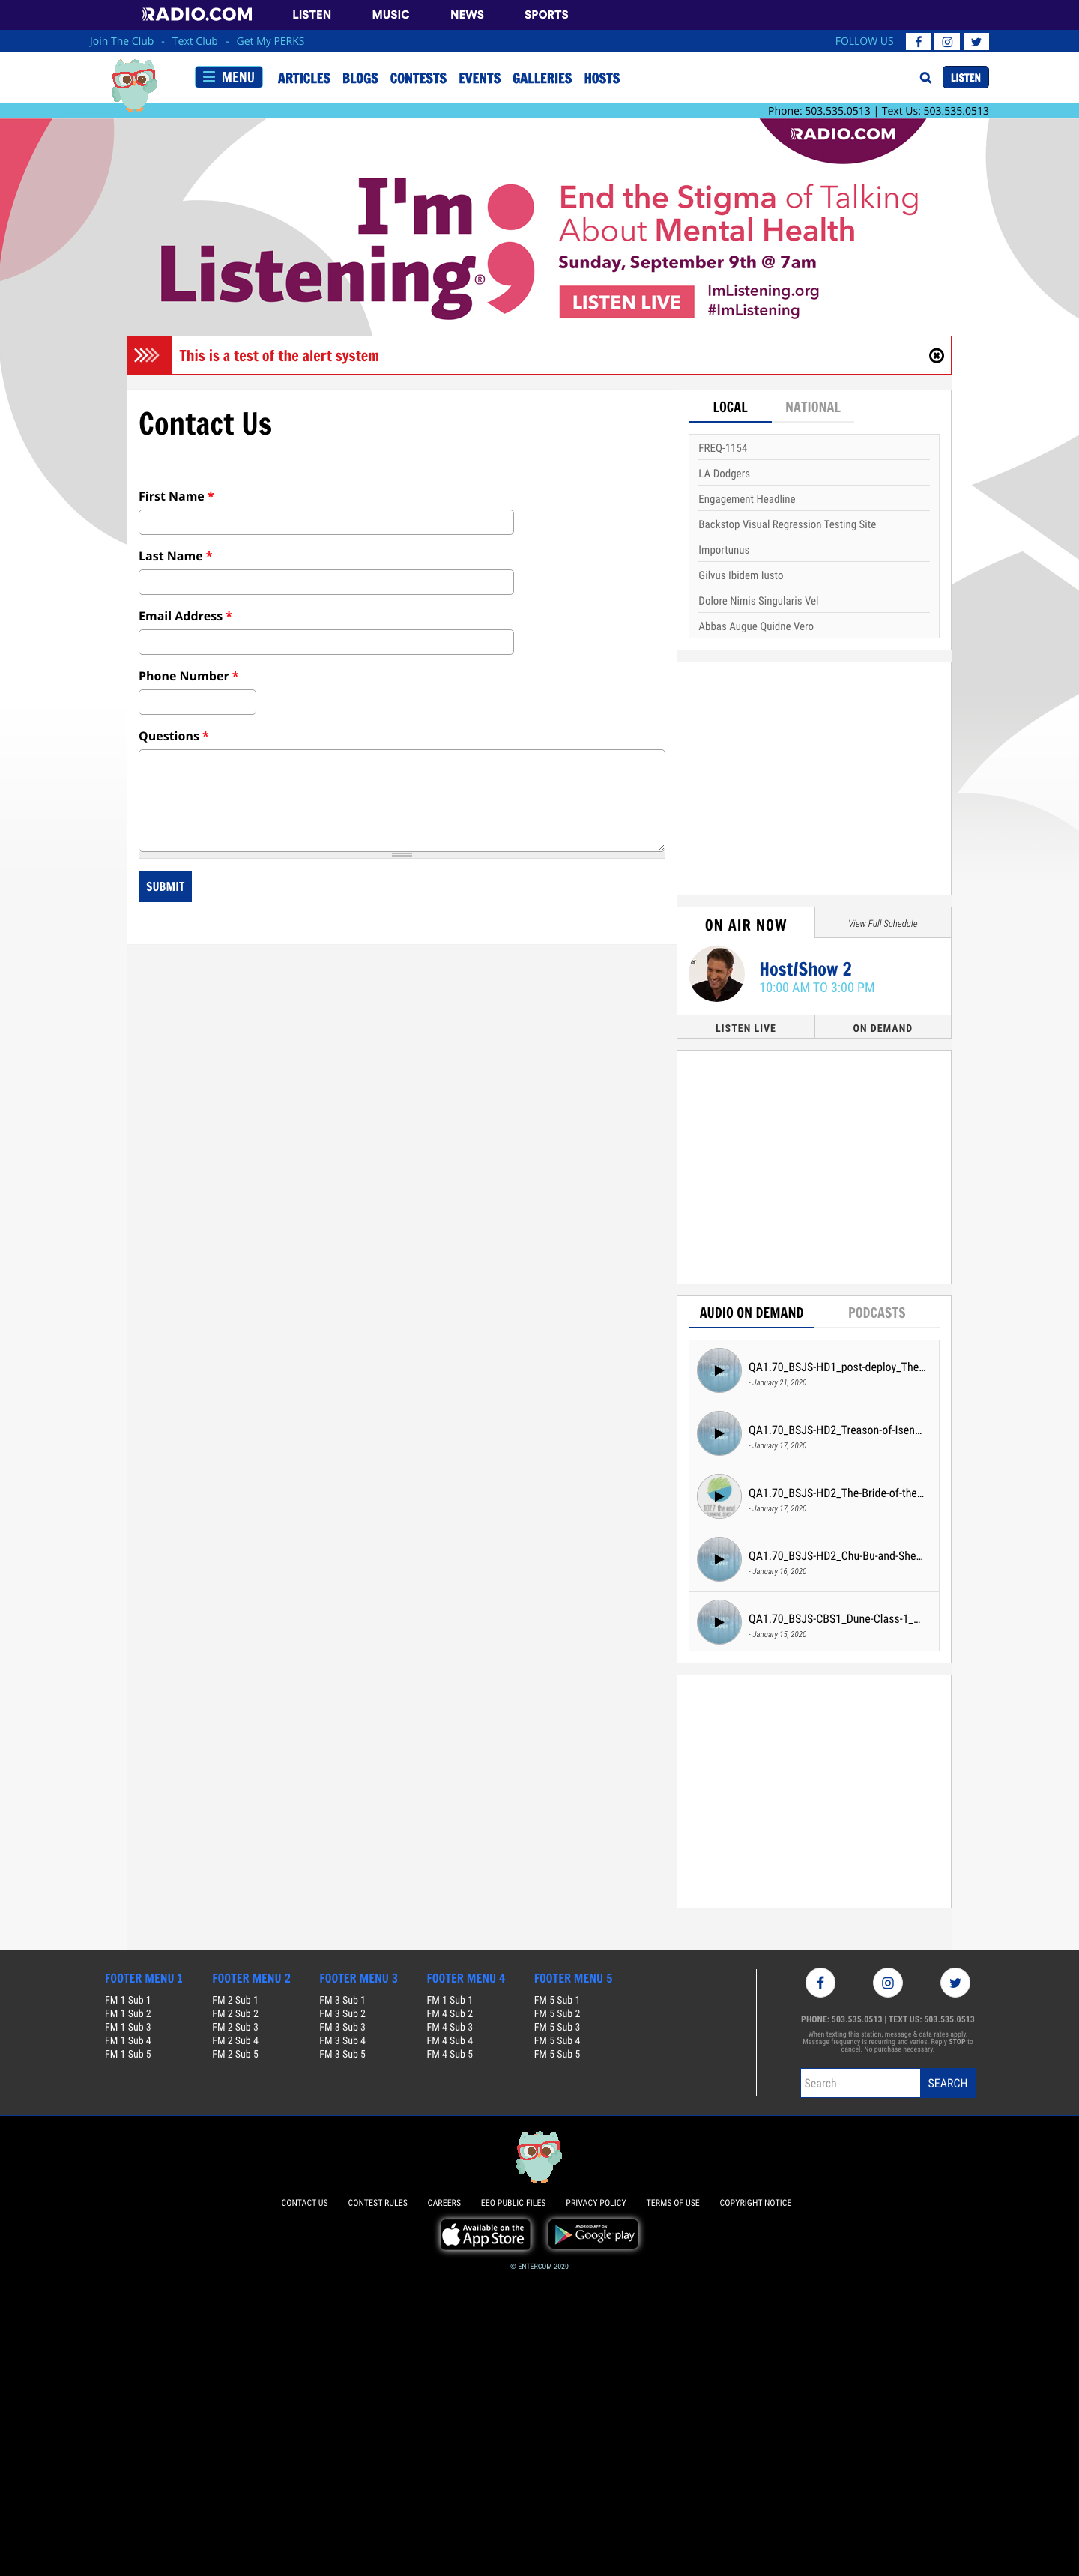 RADIO.COM LISTEN MUSIC NEWS SPORTS
Join The Club - Text Club - Get My PERKS FOLLOW US
MENU ARTICLES BLOGS CONTESTS EVENTS GALLERIES HOSTS LISTEN
Phone: 503.535.0513 | Text Us: 503.535.0513
RADIO.COM
I'm
Listening®
End the Stigma of Talking
About Mental Health
Sunday, September 9th @ 7am
LISTEN LIVE
ImListening.org
#ImListening
This is a test of the alert system
Contact Us
First Name *
Last Name *
Email Address *
Phone Number *
Questions *
SUBMIT
LOCAL NATIONAL
FREQ-1154
LA Dodgers
Engagement Headline
Backstop Visual Regression Testing Site
Importunus
Gilvus Ibidem Iusto
Dolore Nimis Singularis Vel
Abbas Augue Quidne Vero
ON AIR NOW View Full Schedule
Host/Show 2
10:00 AM TO 3:00 PM
LISTEN LIVE ON DEMAND
AUDIO ON DEMAND PODCASTS
QA1.70_BSJS-HD1_post-deploy_The...
- January 21, 2020
QA1.70_BSJS-HD2_Treason-of-Isen...
- January 17, 2020
QA1.70_BSJS-HD2_The-Bride-of-the...
- January 17, 2020
107.7 the end
QA1.70_BSJS-HD2_Chu-Bu-and-She...
- January 16, 2020
QA1.70_BSJS-CBS1_Dune-Class-1_...
- January 15, 2020
FOOTER MENU 1 FOOTER MENU 2 FOOTER MENU 3 FOOTER MENU 4 FOOTER MENU 5
FM 1 Sub 1 FM 2 Sub 1 FM 3 Sub 1 FM 1 Sub 1 FM 5 Sub 1
FM 1 Sub 2 FM 2 Sub 2 FM 3 Sub 2 FM 4 Sub 2 FM 5 Sub 2
FM 1 Sub 3 FM 2 Sub 3 FM 3 Sub 3 FM 4 Sub 3 FM 5 Sub 3
FM 1 Sub 4 FM 2 Sub 4 FM 3 Sub 4 FM 4 Sub 4 FM 5 Sub 4
FM 1 Sub 5 FM 2 Sub 5 FM 3 Sub 5 FM 4 Sub 5 FM 5 Sub 5
PHONE: 503.535.0513 | TEXT US: 503.535.0513
When texting this station, message & data rates apply.
Message frequency is recurring and varies. Reply STOP to
cancel. No purchase necessary.
Search SEARCH
CONTACT US CONTEST RULES CAREERS EEO PUBLIC FILES PRIVACY POLICY TERMS OF USE COPYRIGHT NOTICE
Available on the
App Store
ANDROID APP ON
Google play
© ENTERCOM 2020